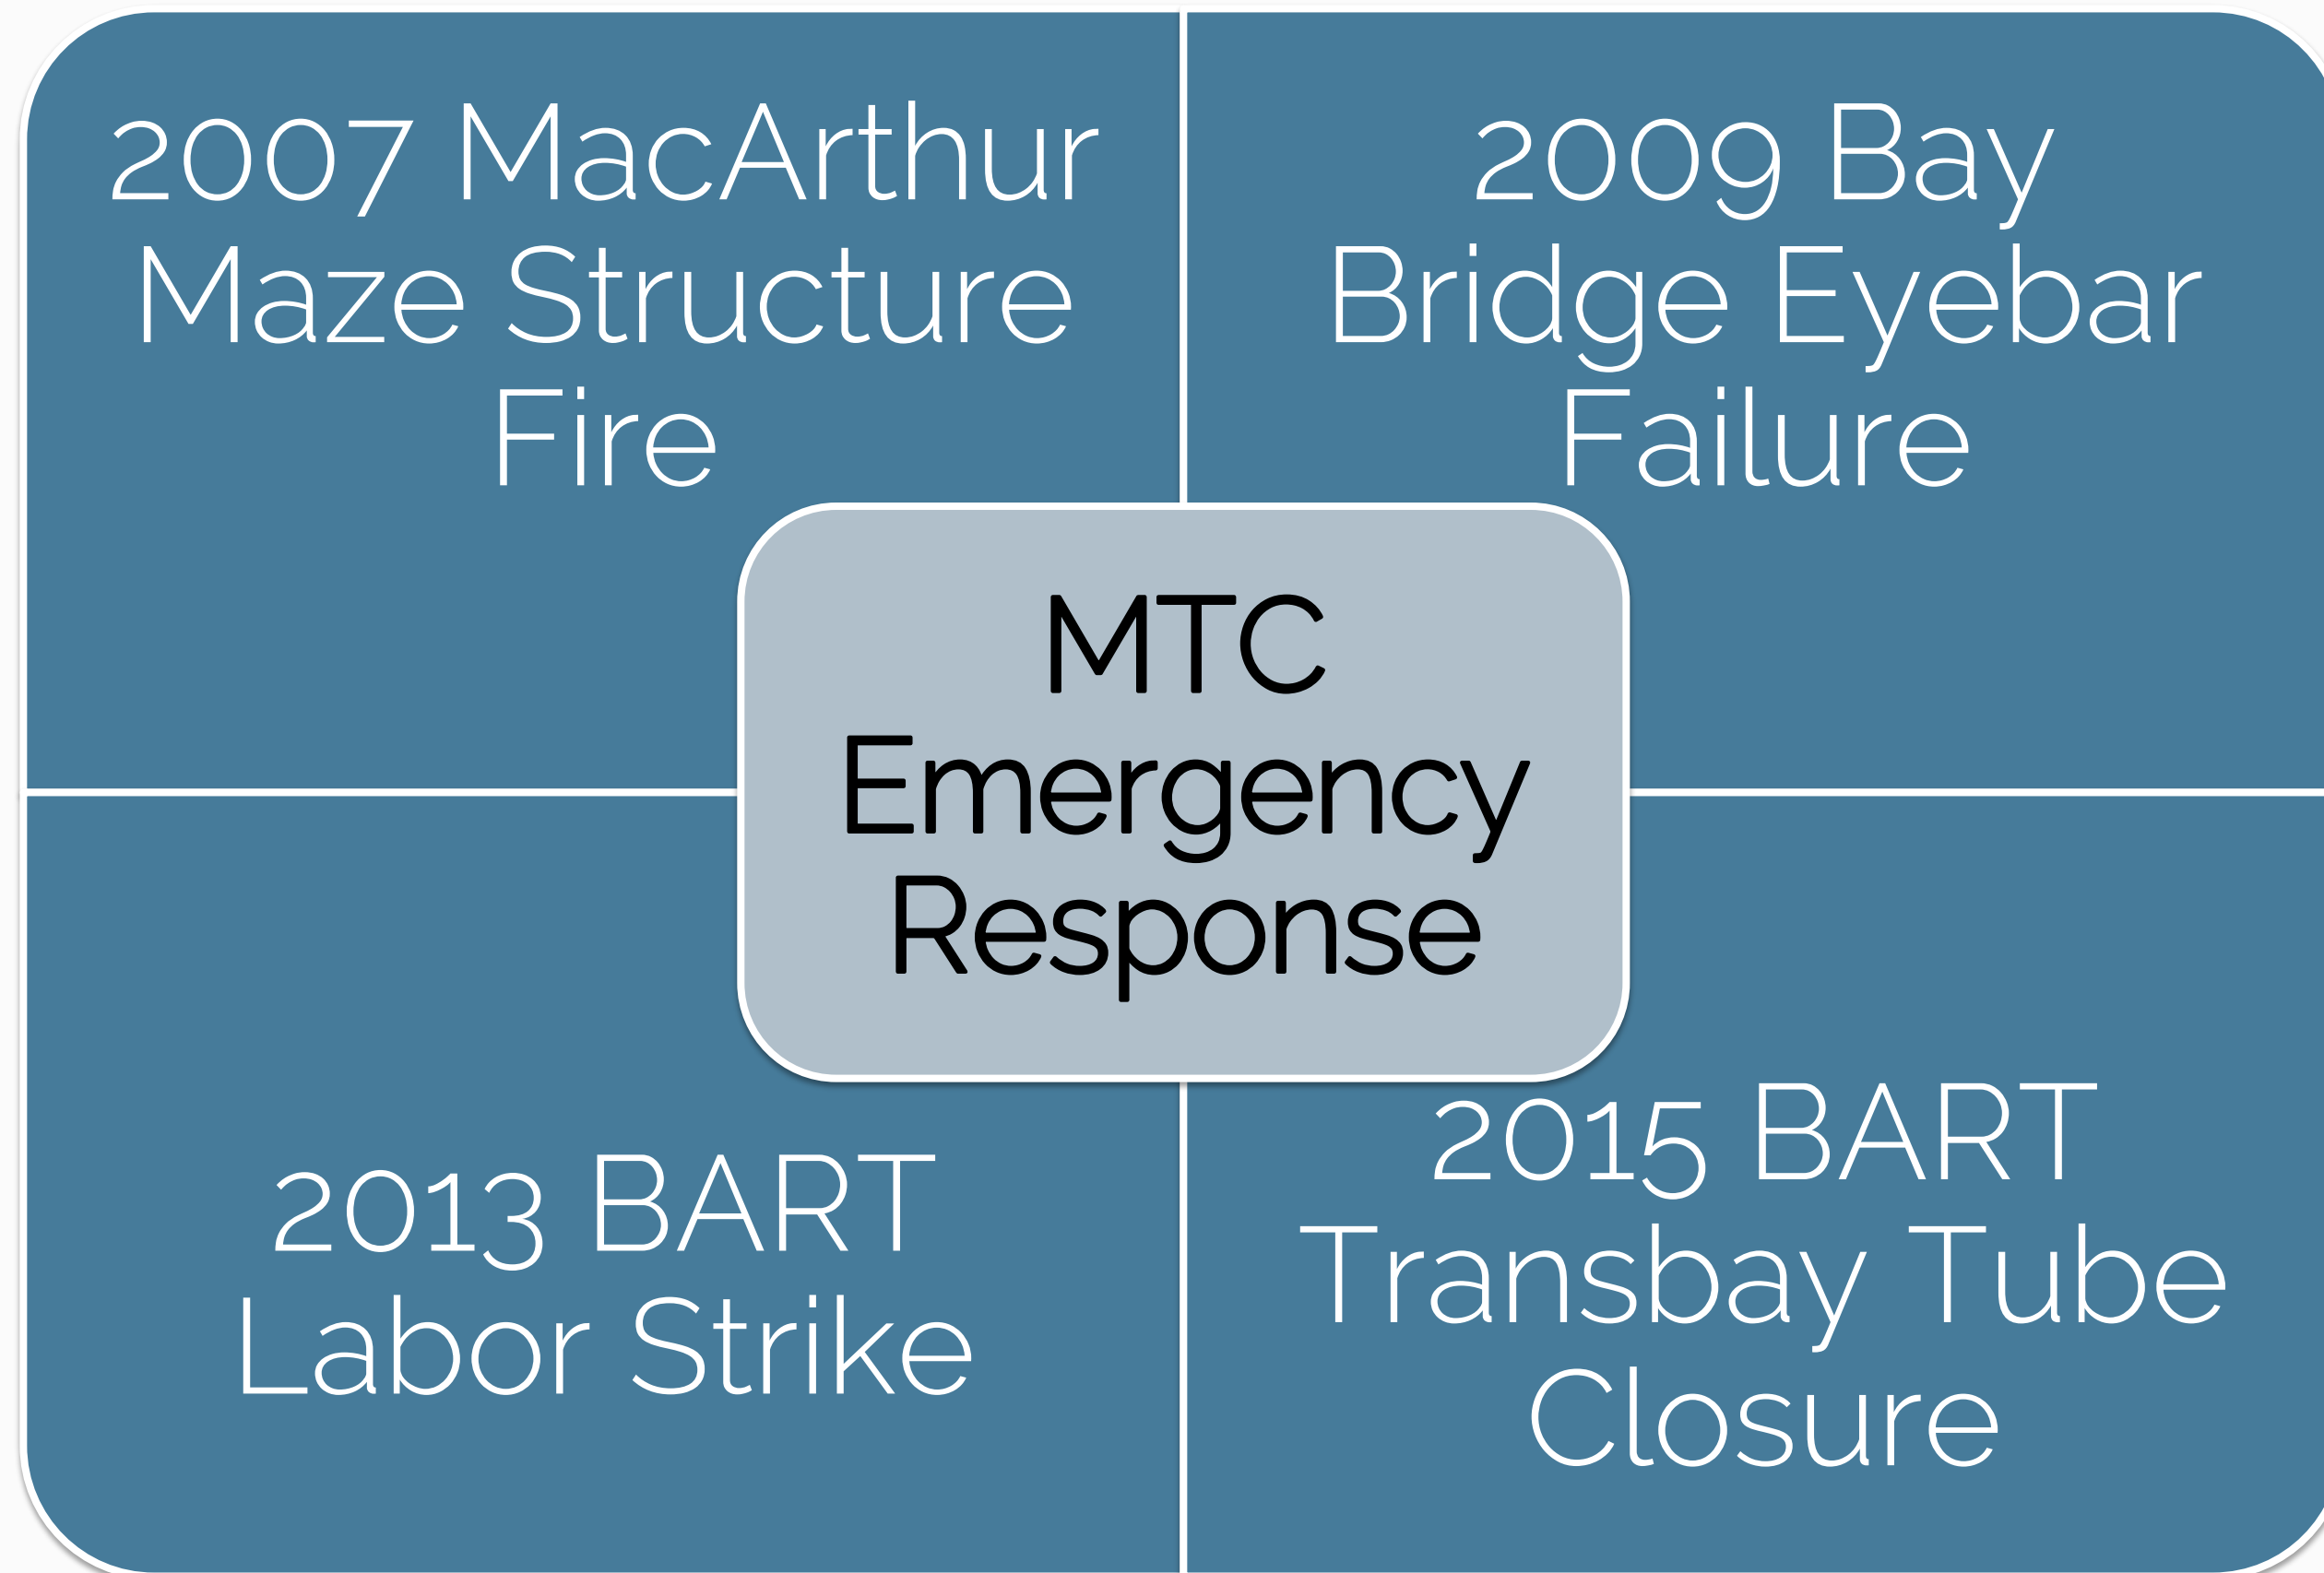 2007 MacArthur
Maze Structure
Fire
2009 Bay
Bridge Eyebar
Failure
MTC
Emergency
Response
2013 BART
Labor Strike
2015 BART
Transbay Tube
Closure